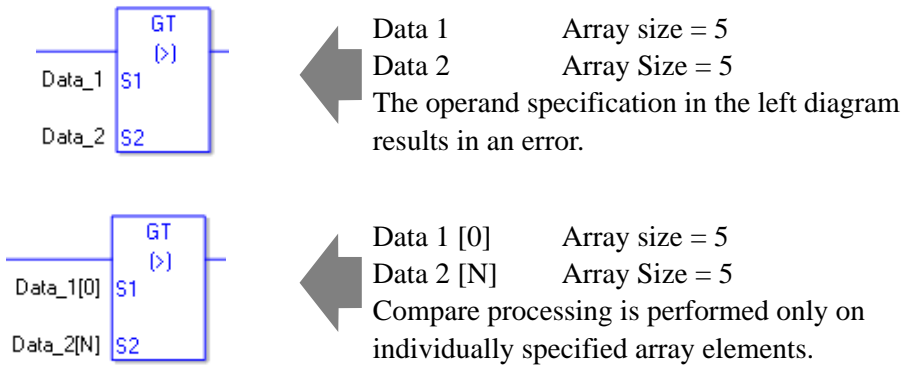 GT
(>)
Data_1 S1
Data_2 S2
Data 1 Array size = 5
Data 2 Array Size = 5
The operand specification in the left diagram
results in an error.
GT
(>)
Data_1[0] S1
Data_2[N] S2
Data 1 [0] Array size = 5
Data 2 [N] Array Size = 5
Compare processing is performed only on
individually specified array elements.